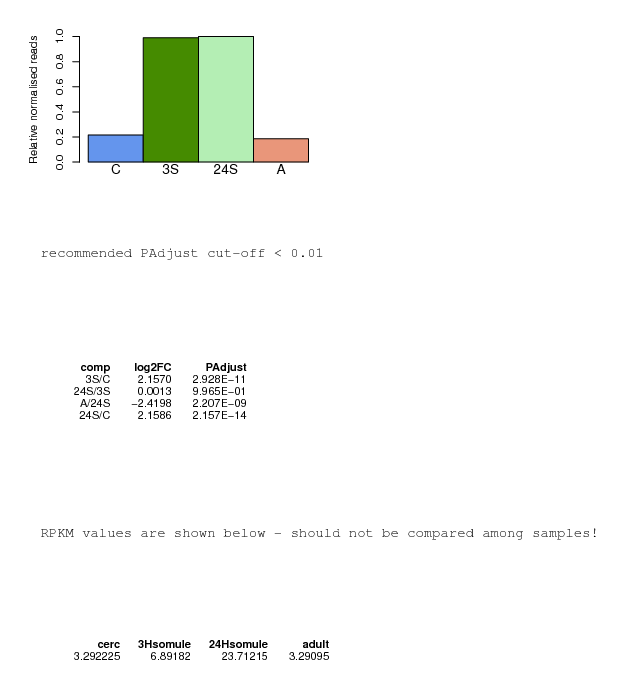 Relative normalised reads
1.0
0.8
0.6
0.4
0.2
0.0
C 3S 24S A
recommended PAdjust cut-off < 0.01
comp log2FC PAdjust
3S/C 2.1570 2.928E-11
24S/3S 0.0013 9.965E-01
A/24S -2.4198 2.207E-09
24S/C 2.1586 2.157E-14
RPKM values are shown below - should not be compared among samples!
cerc 3Hsomule 24Hsomule adult
3.292225 6.89182 23.71215 3.29095